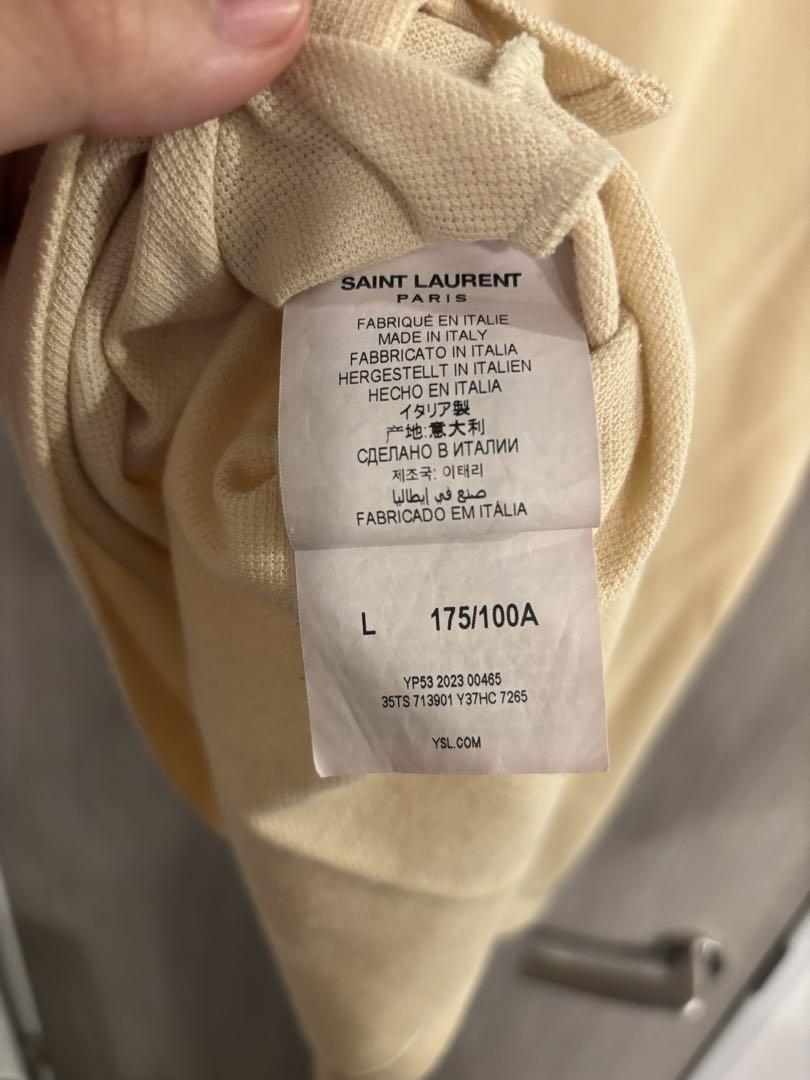 SAINT LAURENT
PARIS
FABRIQUÉ EN ITALIE
MADE IN ITALY
FABBRICATO IN ITALIA
HERGESTELLT IN ITALIEN
HECHO EN ITALIA
イタリア製
产地:意大利
СДЕЛАНО В ИТАЛИИ
제조국: 이태리
صنع في إيطاليا
FABRICADO EM ITÁLIA
L 175/100A
YP53 2023 00465
35TS 713901 Y37HC 7265
YSL.COM